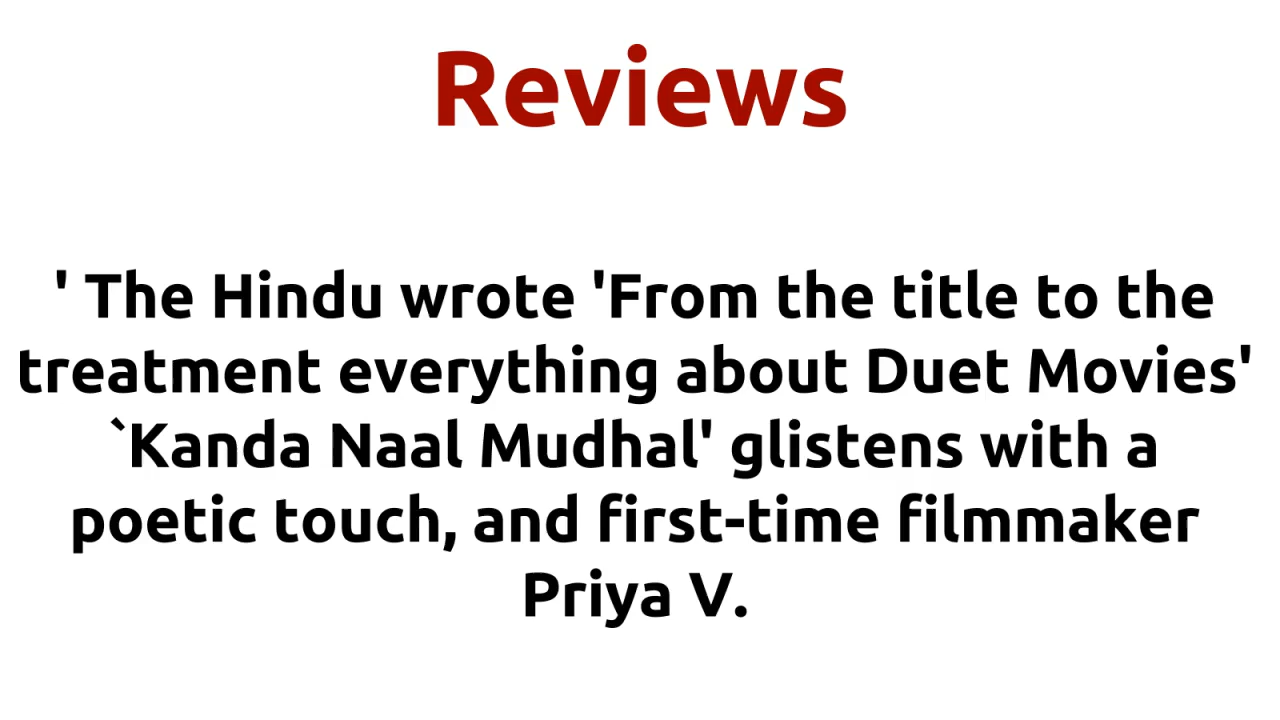 Reviews
' The Hindu wrote 'From the title to the
treatment everything about Duet Movies'
`Kanda Naal Mudhal' glistens with a
poetic touch, and first-time filmmaker
Priya V.